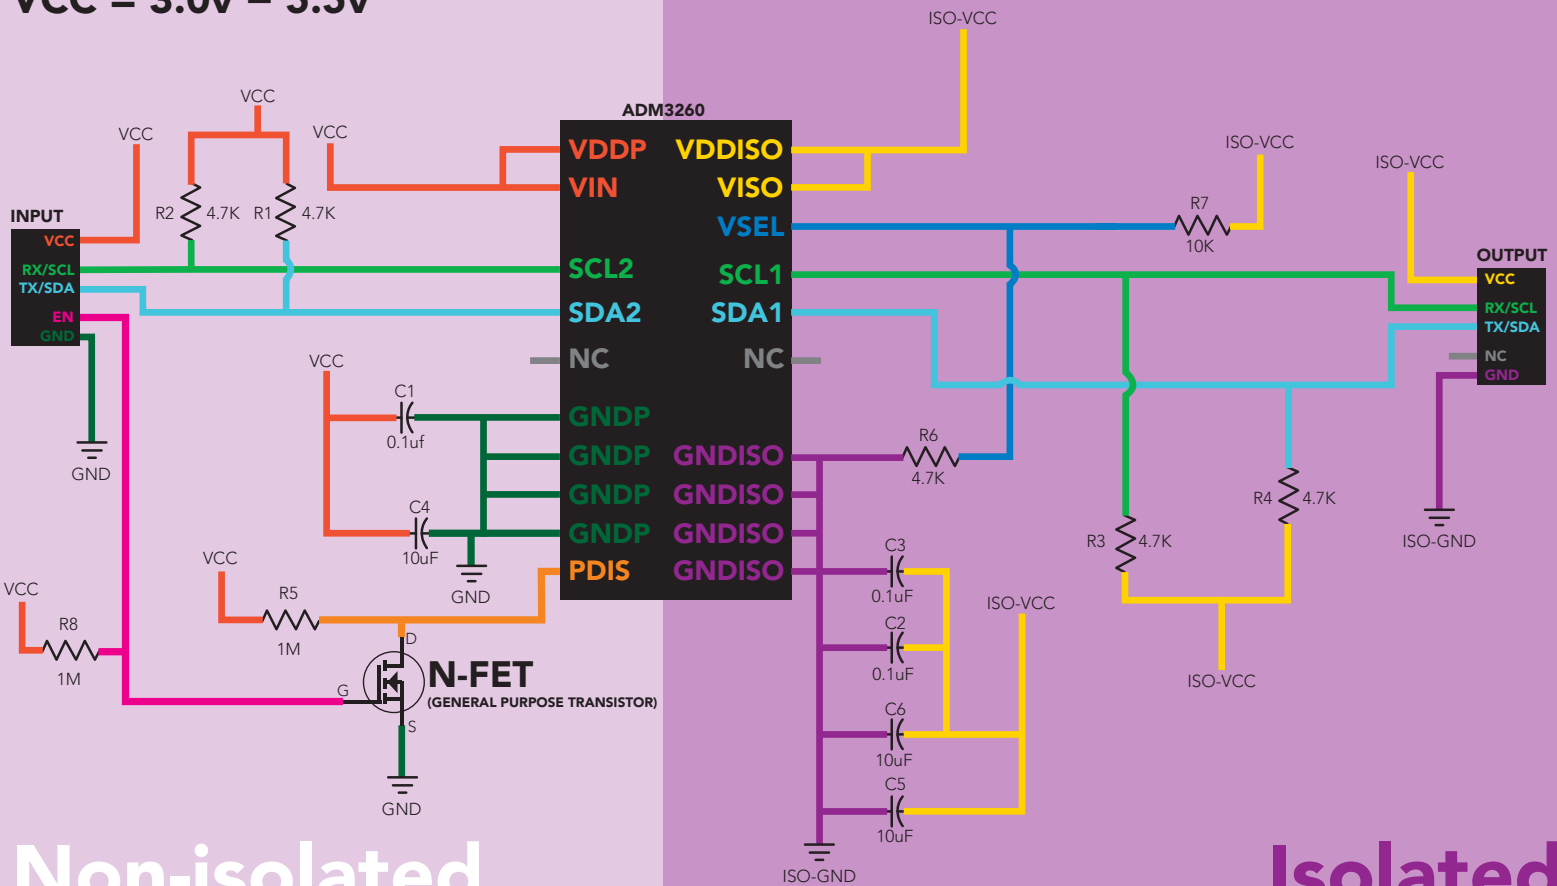 VCC = 3.0v – 5.5v
ISO-VCC
VCC
VCC
VCC
ADM3260
ISO-VCC
ISO-VCC
VDDP VDDISO
VIN VISO
VSEL
SCL2 SCL1
SDA2 SDA1
NC NC
GNDP
GNDP GNDISO
GNDP GNDISO
GNDP GNDISO
PDIS GNDISO
R2 4.7K
R1 4.7K
INPUT
VCC
RX/SCL
TX/SDA
EN
GND
GND
R7
10K
OUTPUT
VCC
RX/SCL
TX/SDA
NC
GND
ISO-GND
VCC
C1
0.1uf
C4
10uF
GND
R6
4.7K
R4 4.7K
R3 4.7K
ISO-VCC
VCC
R5
1M
VCC
R8
1M
D
G
S
N-FET
(GENERAL PURPOSE TRANSISTOR)
GND
C3
0.1uF
C2
0.1uF
C6
10uF
C5
10uF
ISO-VCC
ISO-GND
Non-isolated
Isolated